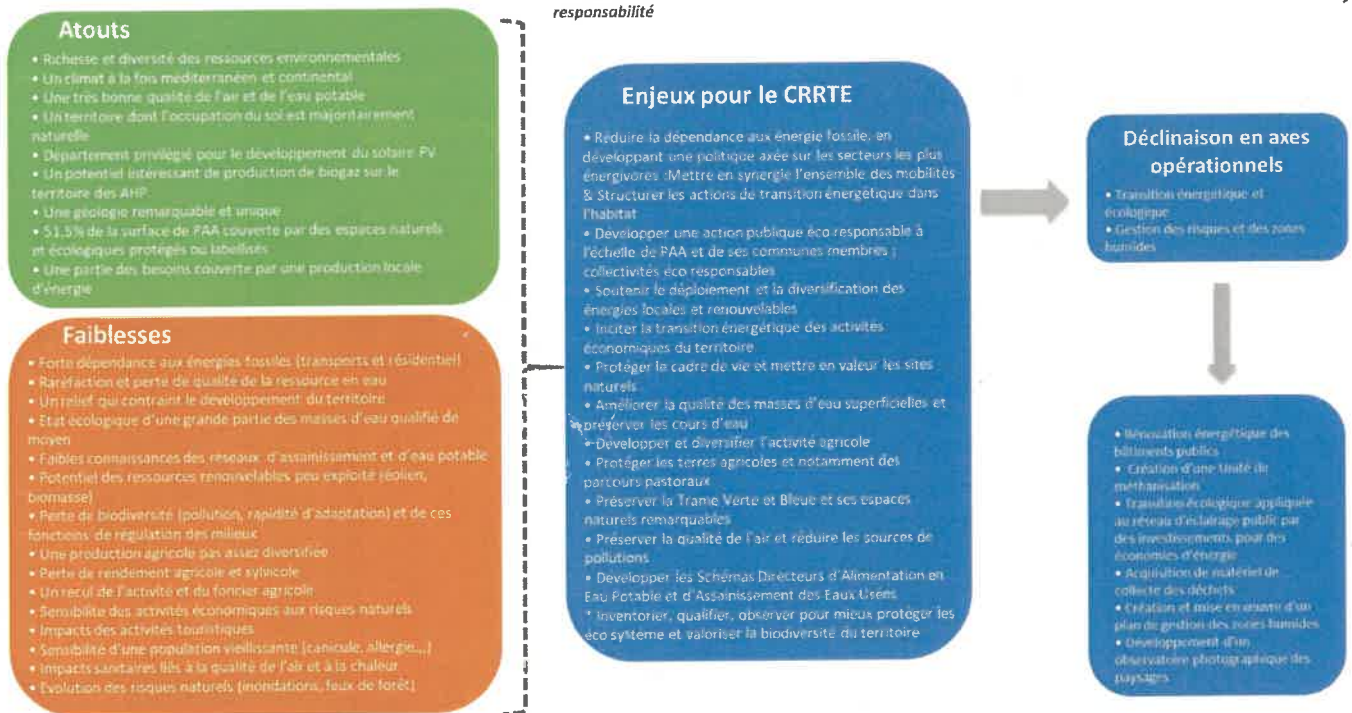 responsabilité
Atouts
• Richesse et diversité des ressources environnementales
• Un climat à la fois méditerranéen et continental
• Une très bonne qualité de l'air et de l'eau potable
• Un territoire dont l'occupation du sol est majoritairement
naturelle
• Département privilégié pour le développement du solaire PV
• Un potentiel intéressant de production de biogaz sur le
territoire des AHP
• Une géologie remarquable et unique
• 51,5% de la surface de PAA couverte par des espaces naturels
et écologiques protégés ou labellisés
• Une partie des besoins couverte par une production locale
d'énergie
Faiblesses
• Forte dépendance aux énergies fossiles (transports et résidentiel)
• Raréfaction et perte de qualité de la ressource en eau
• Un relief qui contraint le développement du territoire
• Etat écologique d'une grande partie des masses d'eau qualifié de
moyen
• Faibles connaissances des réseaux d'assainissement et d'eau potable
• Potentiel des ressources renouvelables peu exploité (éolien,
biomasse)
• Perte de biodiversité (pollution, rapidité d'adaptation) et de ces
fonctions de régulation des milieux
• Une production agricole pas assez diversifiée
• Perte de rendement agricole et sylvicole
• Un recul de l'activité et du foncier agricole
• Sensibilité des activités économiques aux risques naturels
• Impacts des activités touristiques
• Sensibilité d'une population vieillissante (canicule, allergie...)
• Impacts sanitaires liés à la qualité de l'air et à la chaleur
• Evolution des risques naturels (inondations, feux de forêt)
Enjeux pour le CRRTE
• Réduire la dépendance aux énergie fossile, en
développant une politique axée sur les secteurs les plus
énergivores :Mettre en synergie l'ensemble des mobilités
& Structurer les actions de transition énergétique dans
l'habitat
• Développer une action publique éco responsable à
l'échelle de PAA et de ses communes membres ;
collectivités éco responsables
• Soutenir le déploiement et la diversification des
énergies locales et renouvelables
• Inciter la transition énergétique des activités
économiques du territoire
• Protéger le cadre de vie et mettre en valeur les sites
naturels
• Améliorer la qualité des masses d'eau superficielles et
préserver les cours d'eau
• Développer et diversifier l'activité agricole
• Protéger les terres agricoles et notamment des
parcours pastoraux
• Préserver la Trame Verte et Bleue et ses espaces
naturels remarquables
• Préserver la qualité de l'air et réduire les sources de
pollutions
• Développer les Schémas Directeurs d'Alimentation en
Eau Potable et d'Assainissement des Eaux Usées
* Inventorier, qualifier, observer pour mieux protéger les
éco système et valoriser la biodiversité du territoire
Déclinaison en axes
opérationnels
• Transition énergétique et
écologique
• Gestion des risques et des zones
humides
• Rénovation énergétique des
bâtiments publics
• Création d'une Unité de
méthanisation
• Transition écologique appliquée
au réseau d'éclairage public par
des investissements pour des
économies d'énergie
• Acquisition de matériel de
collecte des déchets
• Création et mise en œuvre d'un
plan de gestion des zones humides
• Développement d'un
observatoire photographique des
paysages